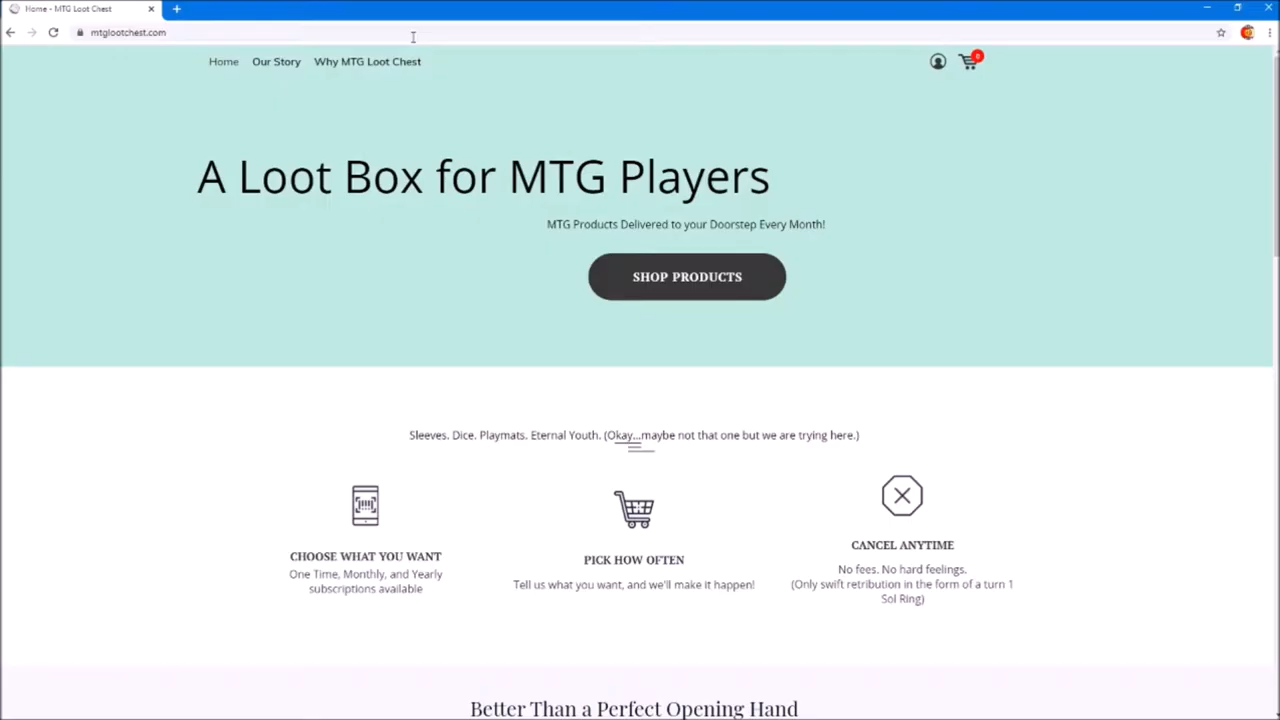 Home - MTG Loot Chest
mtglootchest.com
Home Our Story Why MTG Loot Chest
0
A Loot Box for MTG Players
MTG Products Delivered to your Doorstep Every Month!
SHOP PRODUCTS
Sleeves. Dice. Playmats. Eternal Youth. (Okay...maybe not that one but we are trying here.)
CHOOSE WHAT YOU WANT
One Time, Monthly, and Yearly
subscriptions available
PICK HOW OFTEN
Tell us what you want, and we'll make it happen!
CANCEL ANYTIME
No fees. No hard feelings.
(Only swift retribution in the form of a turn 1
Sol Ring)
Better Than a Perfect Opening Hand